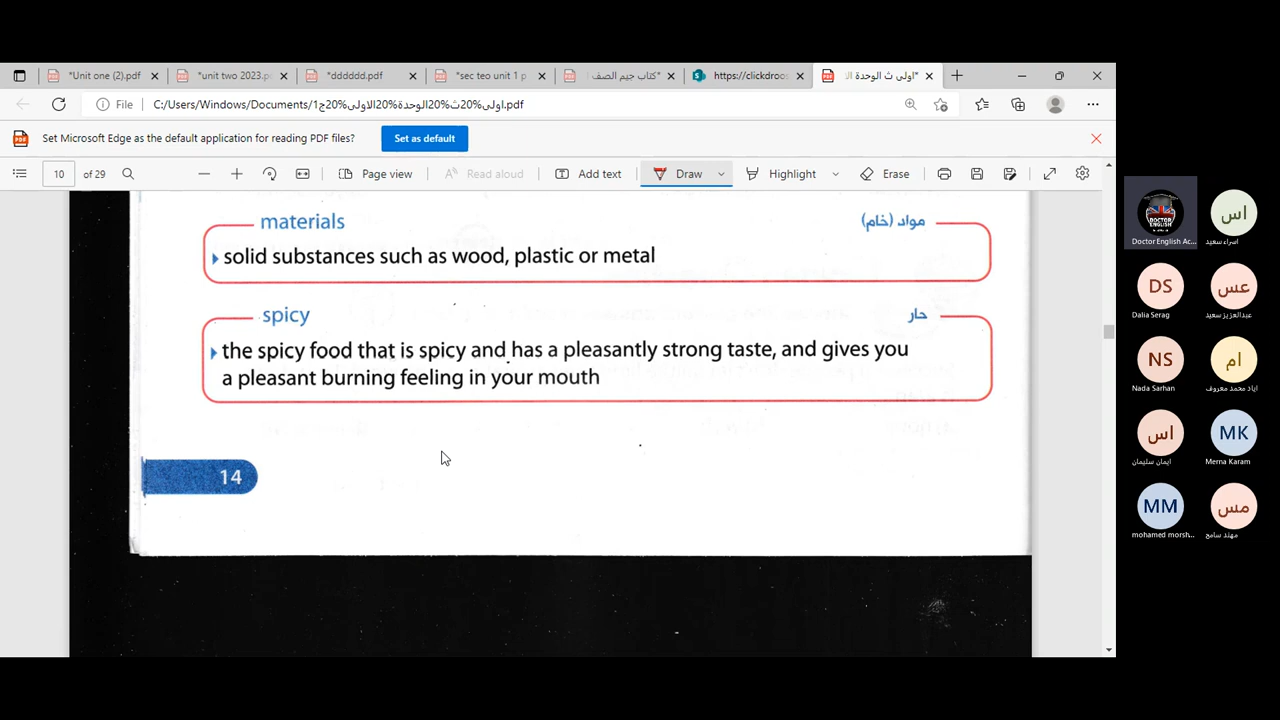 *Unit one (2).pdf
*unit two 2023.p
*dddddd.pdf
*sec teo unit 1 p
*كتاب جيم الصف
https://clickdroo
*اولى ث الوحدة الا
File
C:/Users/Windows/Documents/اولى%20ث%20الوحدة%20الاولى%20ج1.pdf
Set Microsoft Edge as the default application for reading PDF files?
Set as default
10 of 29
Page view
Read aloud
Add text
Draw
Highlight
Erase
materials
مواد (خام)
solid substances such as wood, plastic or metal
spicy
حار
the spicy food that is spicy and has a pleasantly strong taste, and gives you
a pleasant burning feeling in your mouth
14
PDF
DOCTOR
ENGLISH
Doctor English Ac...
اس
اسراء سعيد
DS
Dalia Serag
عس
عبدالعزيز سعيد
NS
Nada Sarhan
ام
اياد محمد معروف
اس
ايمان سليمان
MK
Merna Karam
MM
mohamed morsh...
مس
مهند سامح